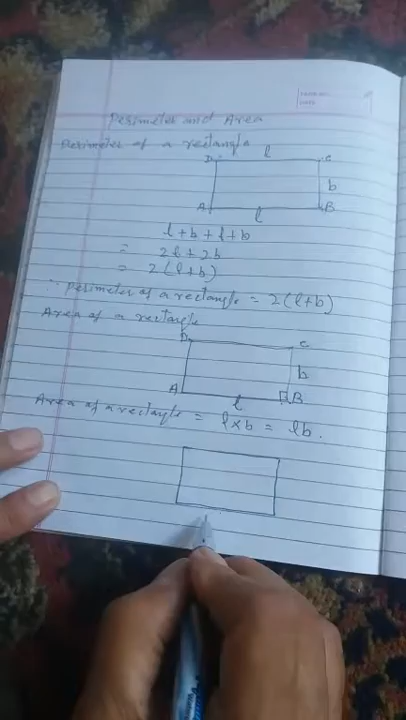 Perimeter and Area
Perimeter of a rectangle
D l C
b
A l B
l + b + l + b
= 2l + 2b
= 2(l+b)
∴ Perimeter of a rectangle = 2(l+b)
Area of a rectangle
D C
b
A l B
Area of a rectangle = l×b = lb.